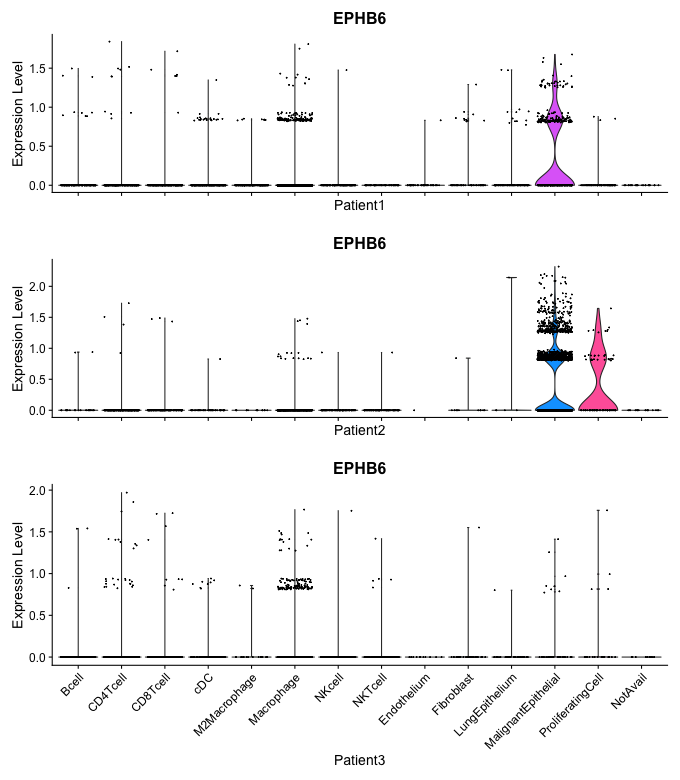 EPHB6
Expression Level
1.5
1.0
0.5
0.0
Patient1
EPHB6
Expression Level
2.0
1.5
1.0
0.5
0.0
Patient2
EPHB6
Expression Level
2.0
1.5
1.0
0.5
0.0
Bcell
CD4Tcell
CD8Tcell
cDC
M2Macrophage
Macrophage
NKcell
NKTcell
Endothelium
Fibroblast
LungEpithelium
MalignantEpithelial
ProliferatingCell
NotAvail
Patient3